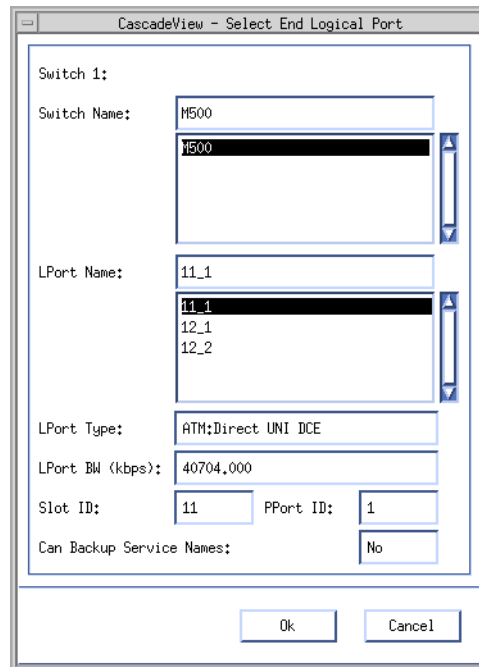 CascadeView - Select End Logical Port
Switch 1:
Switch Name: M500
M500
LPort Name: 11_1
11_1
12_1
12_2
LPort Type: ATM:Direct UNI DCE
LPort BW (kbps): 40704.000
Slot ID: 11 PPort ID: 1
Can Backup Service Names: No
Ok Cancel